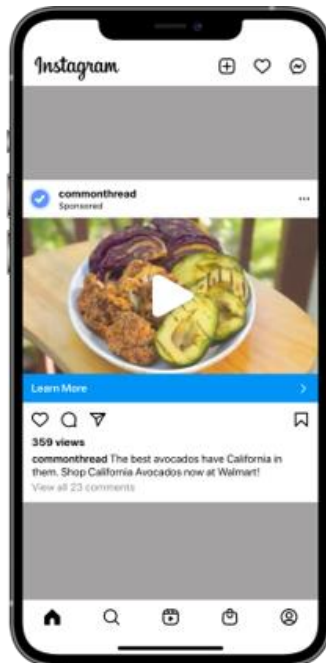 Instagram
commonthread
Sponsored
Learn More
359 views
commonthread The best avocados have California in
them. Shop California Avocados now at Walmart!
View all 23 comments